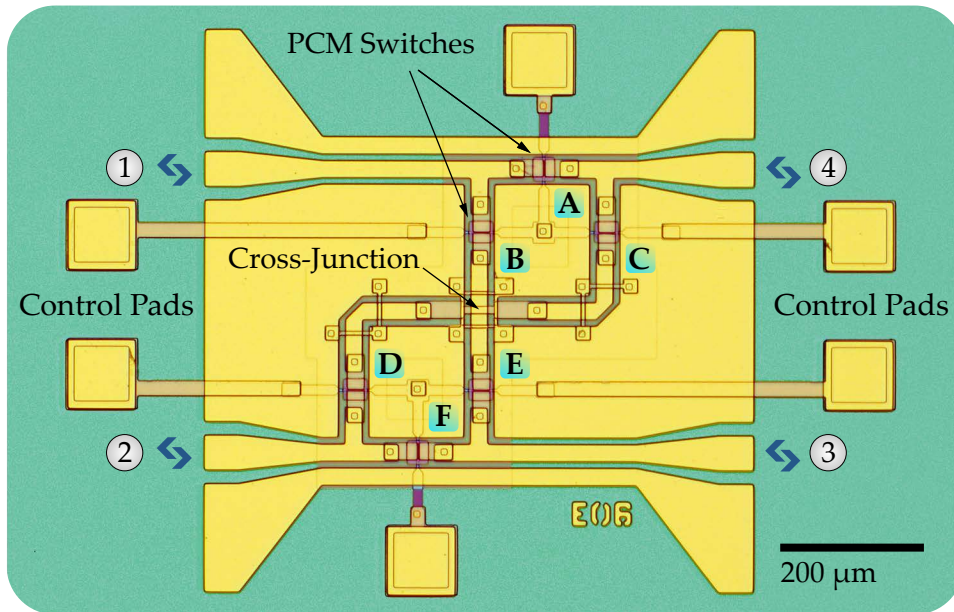 PCM Switches
1
4
A
B
C
Cross-Junction
Control Pads
Control Pads
D
E
F
2
3
E06
200 µm